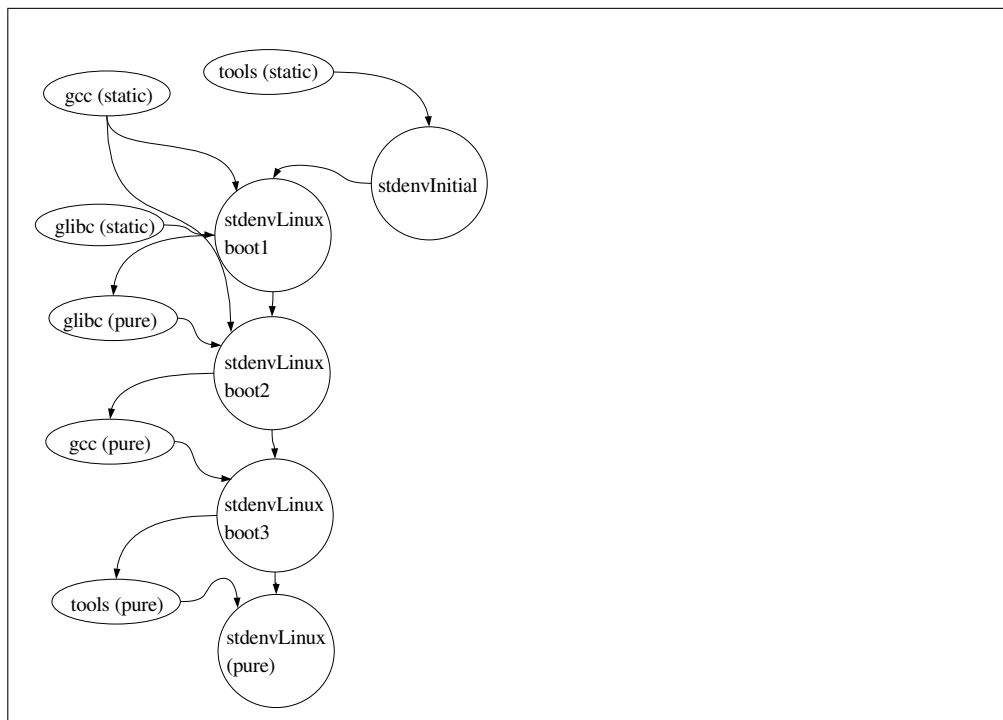 tools (static)
gcc (static)
stdenvInitial
glibc (static)
stdenvLinux
boot1
glibc (pure)
stdenvLinux
boot2
gcc (pure)
stdenvLinux
boot3
tools (pure)
stdenvLinux
(pure)